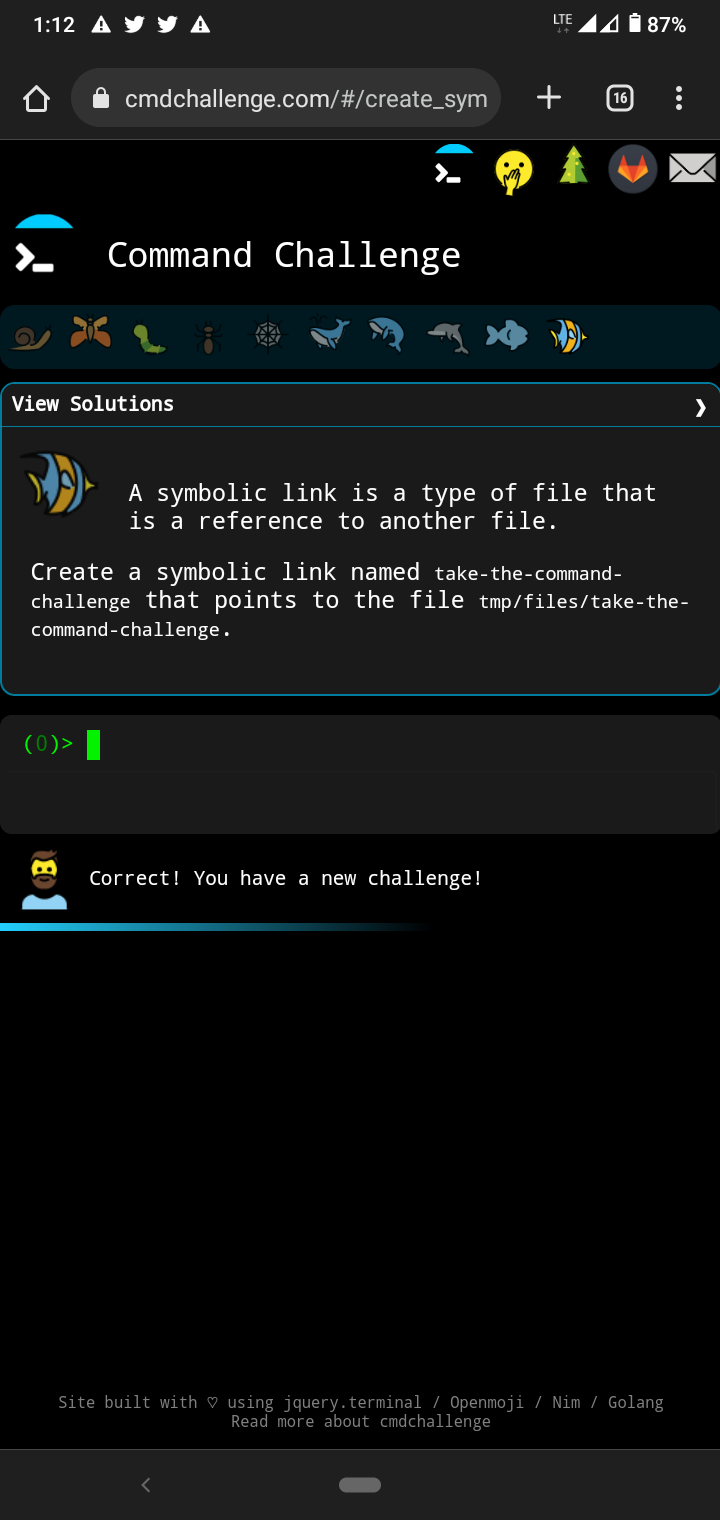 1:12
LTE
87%
cmdchallenge.com/#/create_sym
16
Command Challenge
View Solutions
A symbolic link is a type of file that
is a reference to another file.
Create a symbolic link named take-the-command-
challenge that points to the file tmp/files/take-the-
command-challenge.
(0)>
Correct! You have a new challenge!
Site built with ♡ using jquery.terminal / Openmoji / Nim / Golang
Read more about cmdchallenge